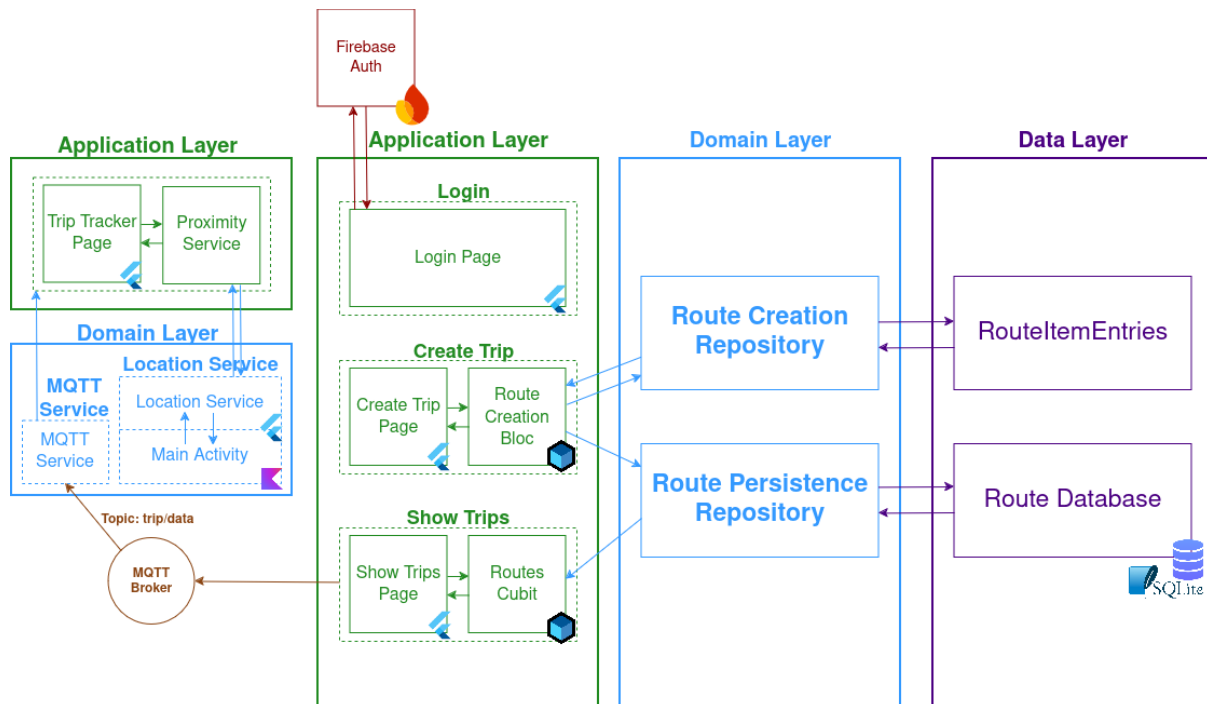 Firebase
Auth
Application Layer
Trip Tracker
Page
Proximity
Service
Domain Layer
Location Service
MQTT
Service
Location Service
MQTT
Service
Main Activity
Topic: trip/data
MQTT
Broker
Application Layer
Login
Login Page
Create Trip
Create Trip
Page
Route
Creation
Bloc
Show Trips
Show Trips
Page
Routes
Cubit
Domain Layer
Route Creation
Repository
Route Persistence
Repository
Data Layer
RouteItemEntries
Route Database
SQLite